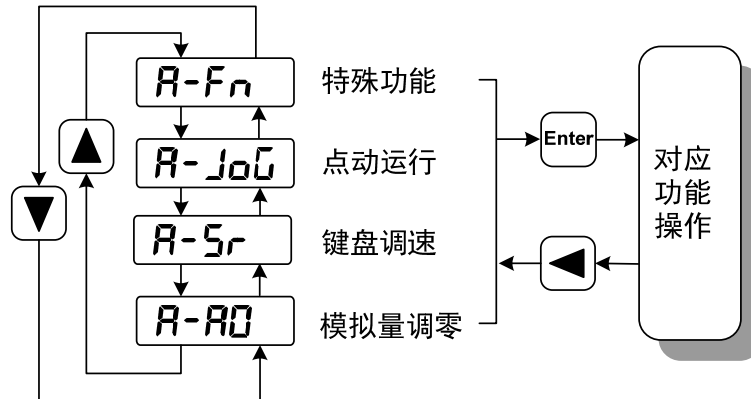 A-Fn 特殊功能
A-JoG 点动运行
A-Sr 键盘调速
A-A0 模拟量调零
Enter
对应
功能
操作